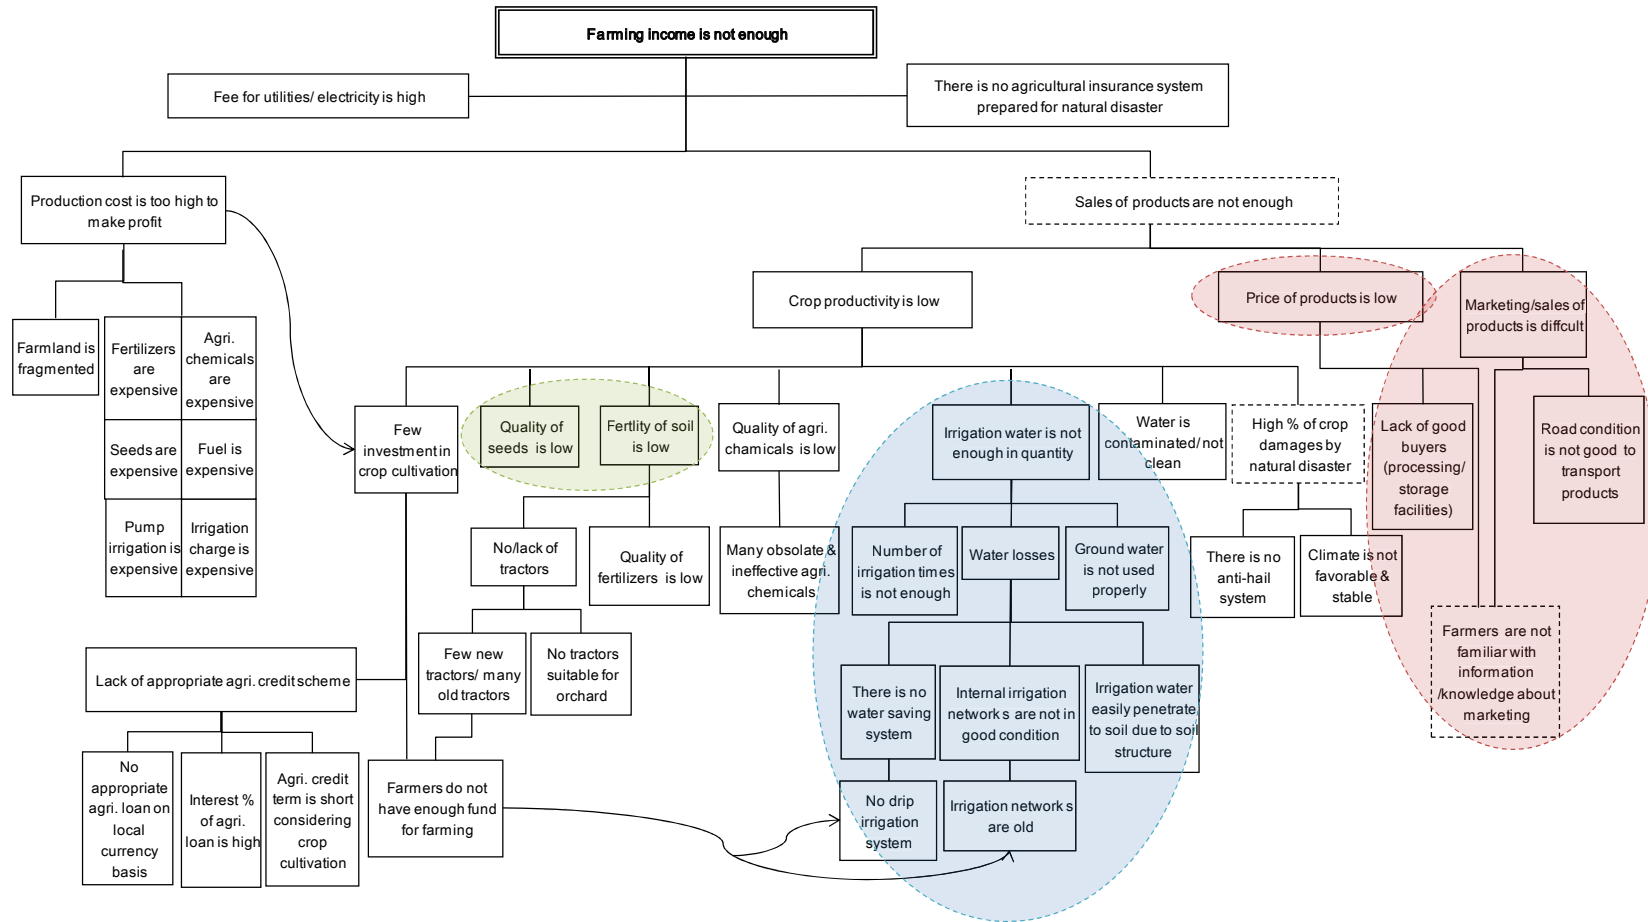 Farming income is not enough
Fee for utilities/ electricity is high
There is no agricultural insurance system
prepared for natural disaster
Production cost is too high to
make profit
Sales of products are not enough
Crop productivity is low
Price of products is low
Marketing/sales of
products is diffcult
Farmland is
fragmented
Fertilizers
are
expensive
Agri.
chemicals
are
expensive
Seeds are
expensive
Fuel is
expensive
Pump
irrigation is
expensive
Irrigation
charge is
expensive
Few
investment in
crop cultivation
Quality of
seeds is low
Fertlity of soil
is low
Quality of agri.
chamicals is low
Irrigation water is not
enough in quantity
Water is
contaminated/ not
clean
High % of crop
damages by
natural disaster
Lack of good
buyers
(processing/
storage
facilities)
Road condition
is not good to
transport
products
No/lack of
tractors
Quality of
fertilizers is low
Many obsolate &
ineffective agri.
chemicals
Number of
irrigation times
is not enough
Water losses
Ground water
is not used
properly
There is no
anti-hail
system
Climate is not
favorable &
stable
Farmers are not
familiar with
information
/knowledge about
marketing
Few new
tractors/ many
old tractors
No tractors
suitable for
orchard
Lack of appropriate agri. credit scheme
There is no
water saving
system
Internal irrigation
networks are not in
good condition
Irrigation water
easily penetrate
to soil due to soil
structure
No
appropriate
agri. loan on
local
currency
basis
Interest %
of agri.
loan is high
Agri. credit
term is short
considering
crop
cultivation
Farmers do not
have enough fund
for farming
No drip
irrigation
system
Irrigation networks
are old